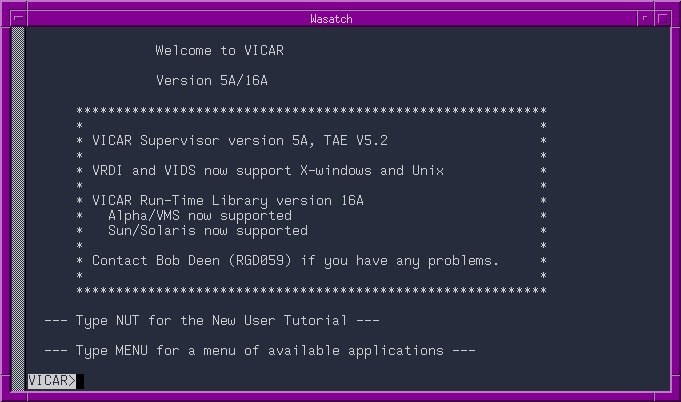 Wasatch
Welcome to VICAR
Version 5A/16A
************************************************************
*                                                          *
* VICAR Supervisor version 5A, TAE V5.2                    *
*                                                          *
* VRDI and VIDS now support X-windows and Unix             *
*                                                          *
* VICAR Run-Time Library version 16A                       *
*   Alpha/VMS now supported                                *
*   Sun/Solaris now supported                              *
*                                                          *
* Contact Bob Deen (RGD059) if you have any problems.      *
*                                                          *
************************************************************
--- Type NUT for the New User Tutorial ---
--- Type MENU for a menu of available applications ---
VICAR>